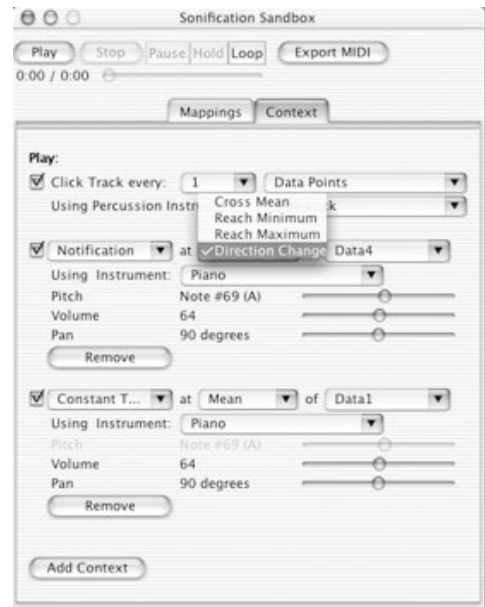 Sonification Sandbox
Play Stop Pause Hold Loop Export MIDI
0:00 / 0:00
Mappings Context
Play:
Click Track every: 1 Data Points
Using Percussion Instr
Cross Mean
Reach Minimum
Reach Maximum
Notification at ✓Direction Change Data4
Using Instrument: Piano
Pitch Note #69 (A)
Volume 64
Pan 90 degrees
Remove
Constant T... at Mean of Data1
Using Instrument: Piano
Pitch Note #69 (A)
Volume 64
Pan 90 degrees
Remove
Add Context